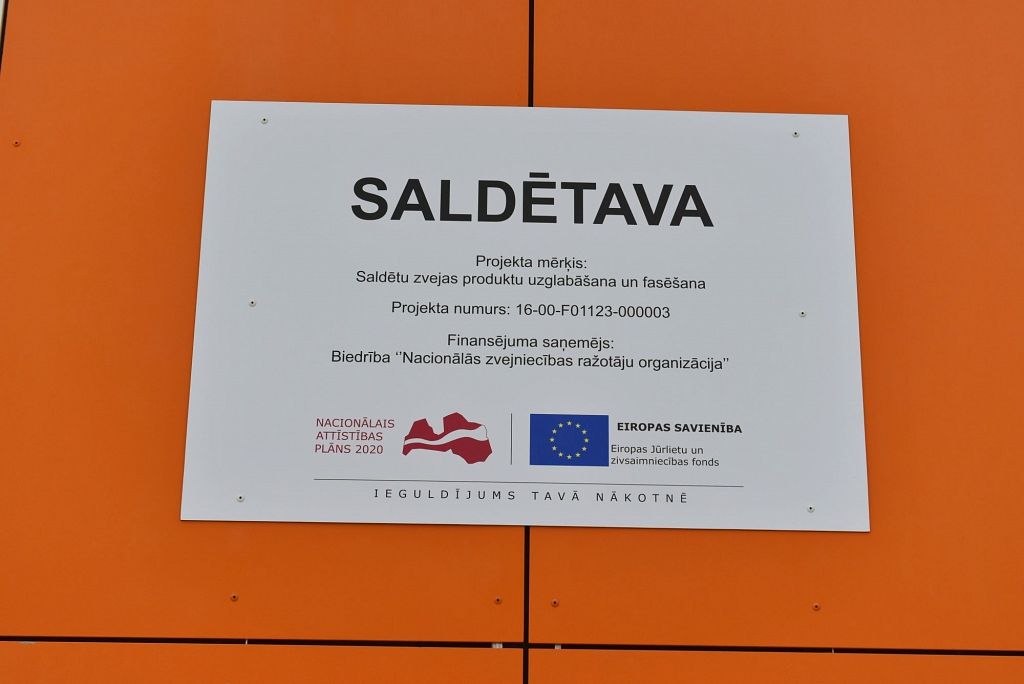 SALDĒTAVA
Projekta mērķis:
Saldētu zvejas produktu uzglabāšana un fasēšana
Projekta numurs: 16-00-F01123-000003
Finansējuma saņemējs:
Biedrība ‘’Nacionālās zvejniecības ražotāju organizācija’’
NACIONĀLAIS
ATTĪSTĪBAS
PLĀNS 2020
EIROPAS SAVIENĪBA
Eiropas Jūrlietu un
zivsaimniecības fonds
IEGULDĪJUMS TAVĀ NĀKOTNĒ